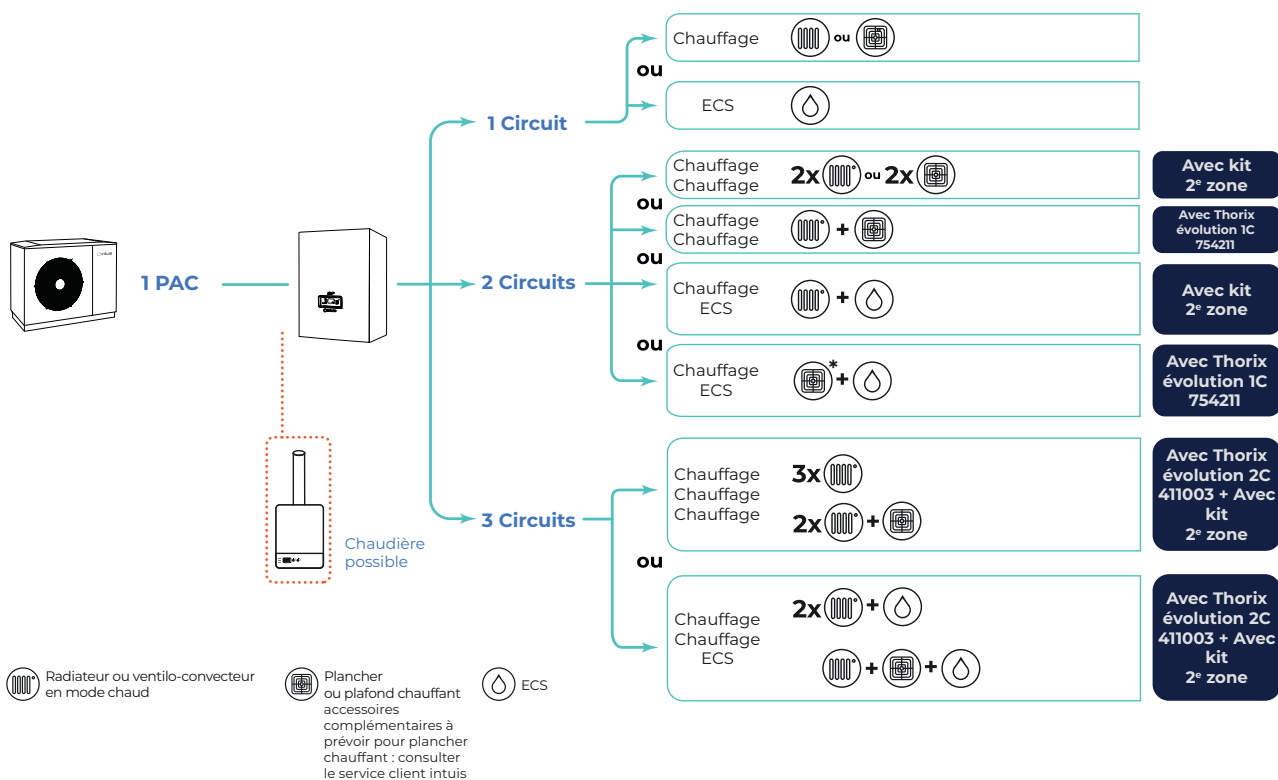 Chauffage
ou
ou
ECS
1 Circuit
Chauffage
Chauffage
2x ou 2x
Avec kit
2e zone
ou
Chauffage
Chauffage
+
Avec Thorix
évolution 1C
754211
ou
1 PAC
2 Circuits
Chauffage
ECS
+
Avec kit
2e zone
ou
Chauffage
ECS
* +
Avec Thorix
évolution 1C
754211
3 Circuits
Chauffage
Chauffage
Chauffage
3x
2x +
Avec Thorix
évolution 2C
411003 + Avec
kit
2e zone
ou
Chauffage
Chauffage
ECS
2x +
+ +
Avec Thorix
évolution 2C
411003 + Avec
kit
2e zone
Chaudière
possible
Radiateur ou ventilo-convecteur
en mode chaud
Plancher
ou plafond chauffant
accessoires
complémentaires à
prévoir pour plancher
chauffant : consulter
le service client intuis
ECS